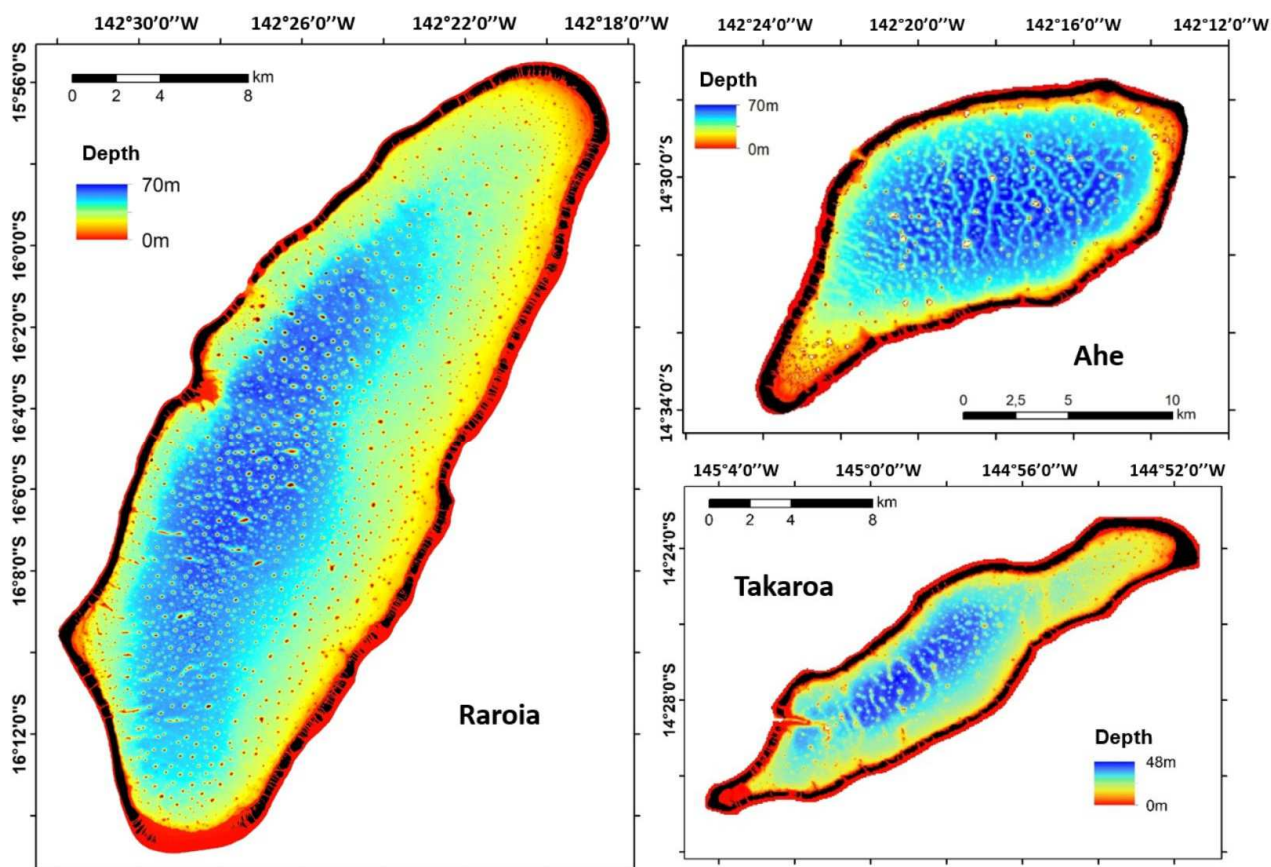 142°30’0’’W 142°26’0’’W 142°22’0’’W 142°18’0’’W
15°56’0"S
16°0’0"S
16°2’0"S
16°4’0"S
16°6’0"S
16°8’0"S
16°12’0"S
0 2 4 8 km
Depth
70m
0m
Raroia
142°24’0’’W 142°20’0’’W 142°16’0’’W 142°12’0’’W
14°30’0’’S
14°34’0’’S
Depth
70m
0m
Ahe
0 2,5 5 10
km
145°4’0’’W 145°0’0’’W 144°56’0’’W 144°52’0’’W
14°24’0"S
14°28’0"S
0 2 4 8 km
Takaroa
Depth
48m
0m